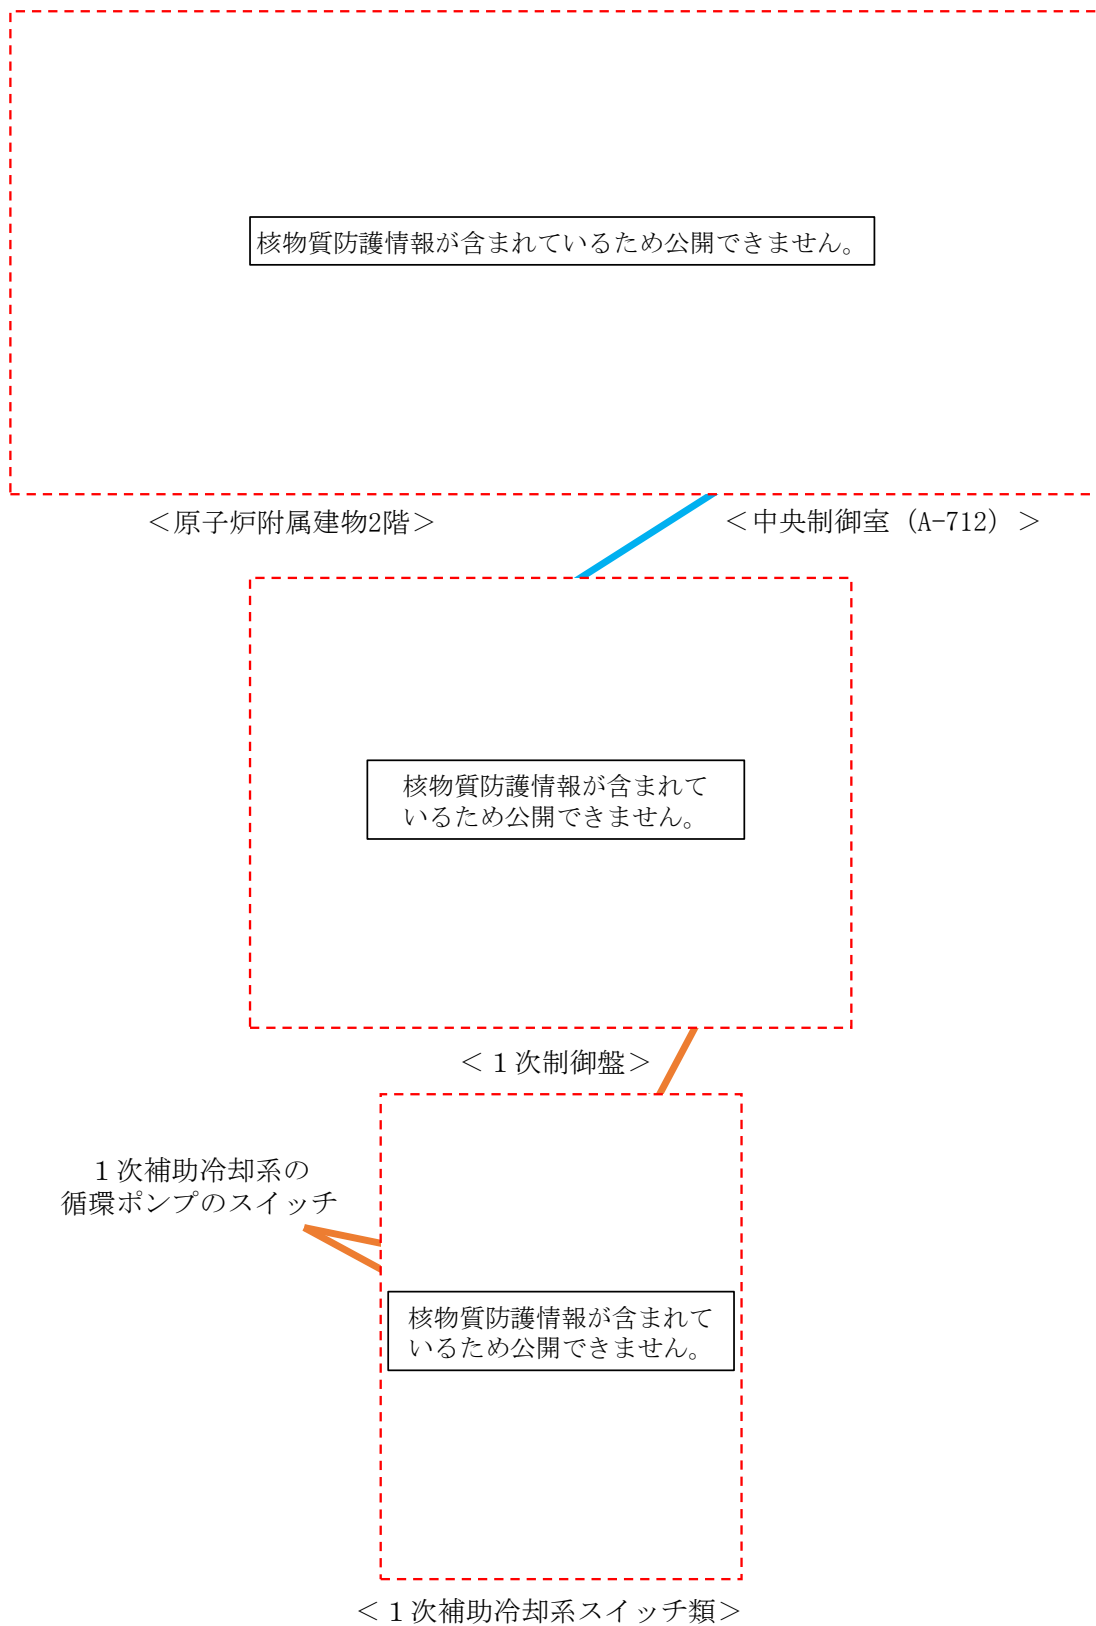 核物質防護情報が含まれているため公開できません。
＜原子炉附属建物2階＞
＜中央制御室（A-712）＞
核物質防護情報が含まれて
いるため公開できません。
＜１次制御盤＞
１次補助冷却系の
循環ポンプのスイッチ
核物質防護情報が含まれて
いるため公開できません。
＜１次補助冷却系スイッチ類＞